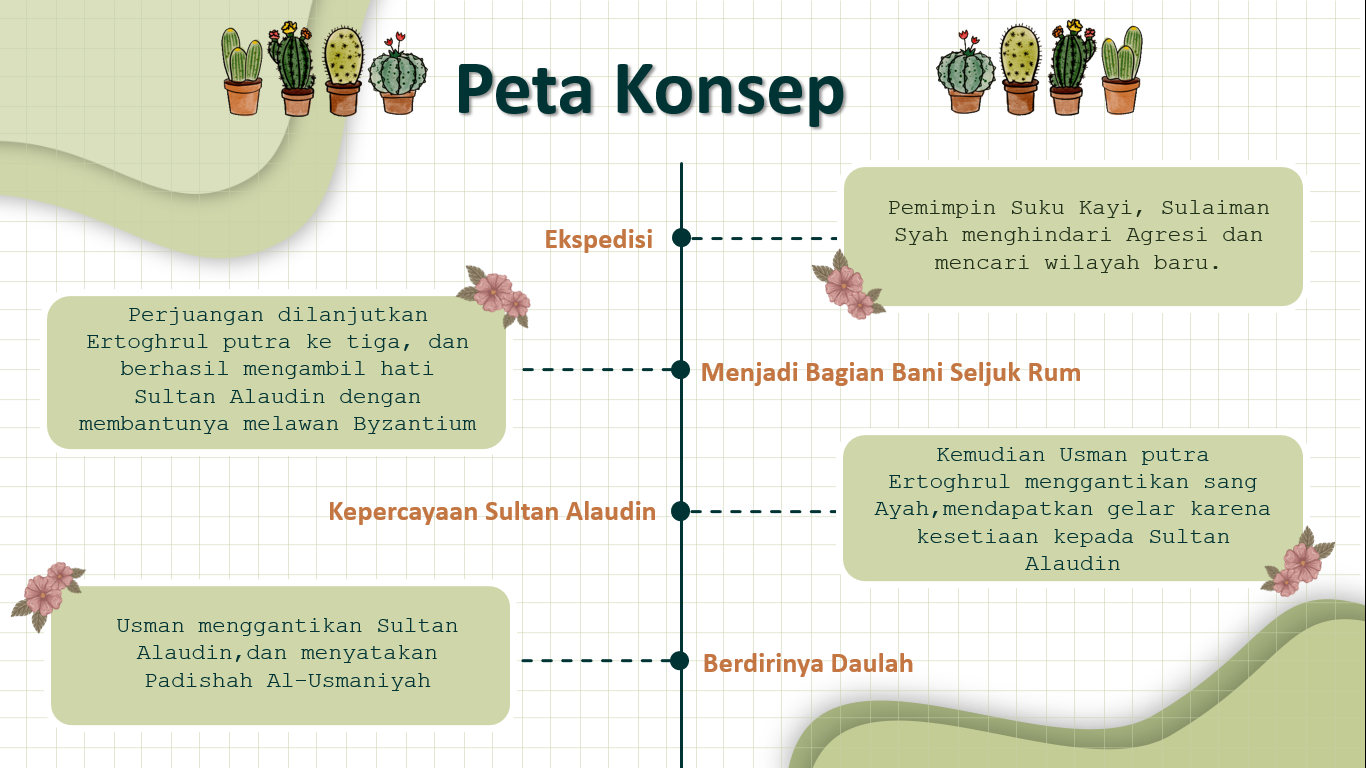 Peta Konsep
Ekspedisi
Pemimpin Suku Kayi, Sulaiman
Syah menghindari Agresi dan
mencari wilayah baru.
Perjuangan dilanjutkan
Ertoghrul putra ke tiga, dan
berhasil mengambil hati
Sultan Alaudin dengan
membantunya melawan Byzantium
Menjadi Bagian Bani Seljuk Rum
Kepercayaan Sultan Alaudin
Kemudian Usman putra
Ertoghrul menggantikan sang
Ayah,mendapatkan gelar karena
kesetiaan kepada Sultan
Alaudin
Usman menggantikan Sultan
Alaudin,dan menyatakan
Padishah Al-Usmaniyah
Berdirinya Daulah